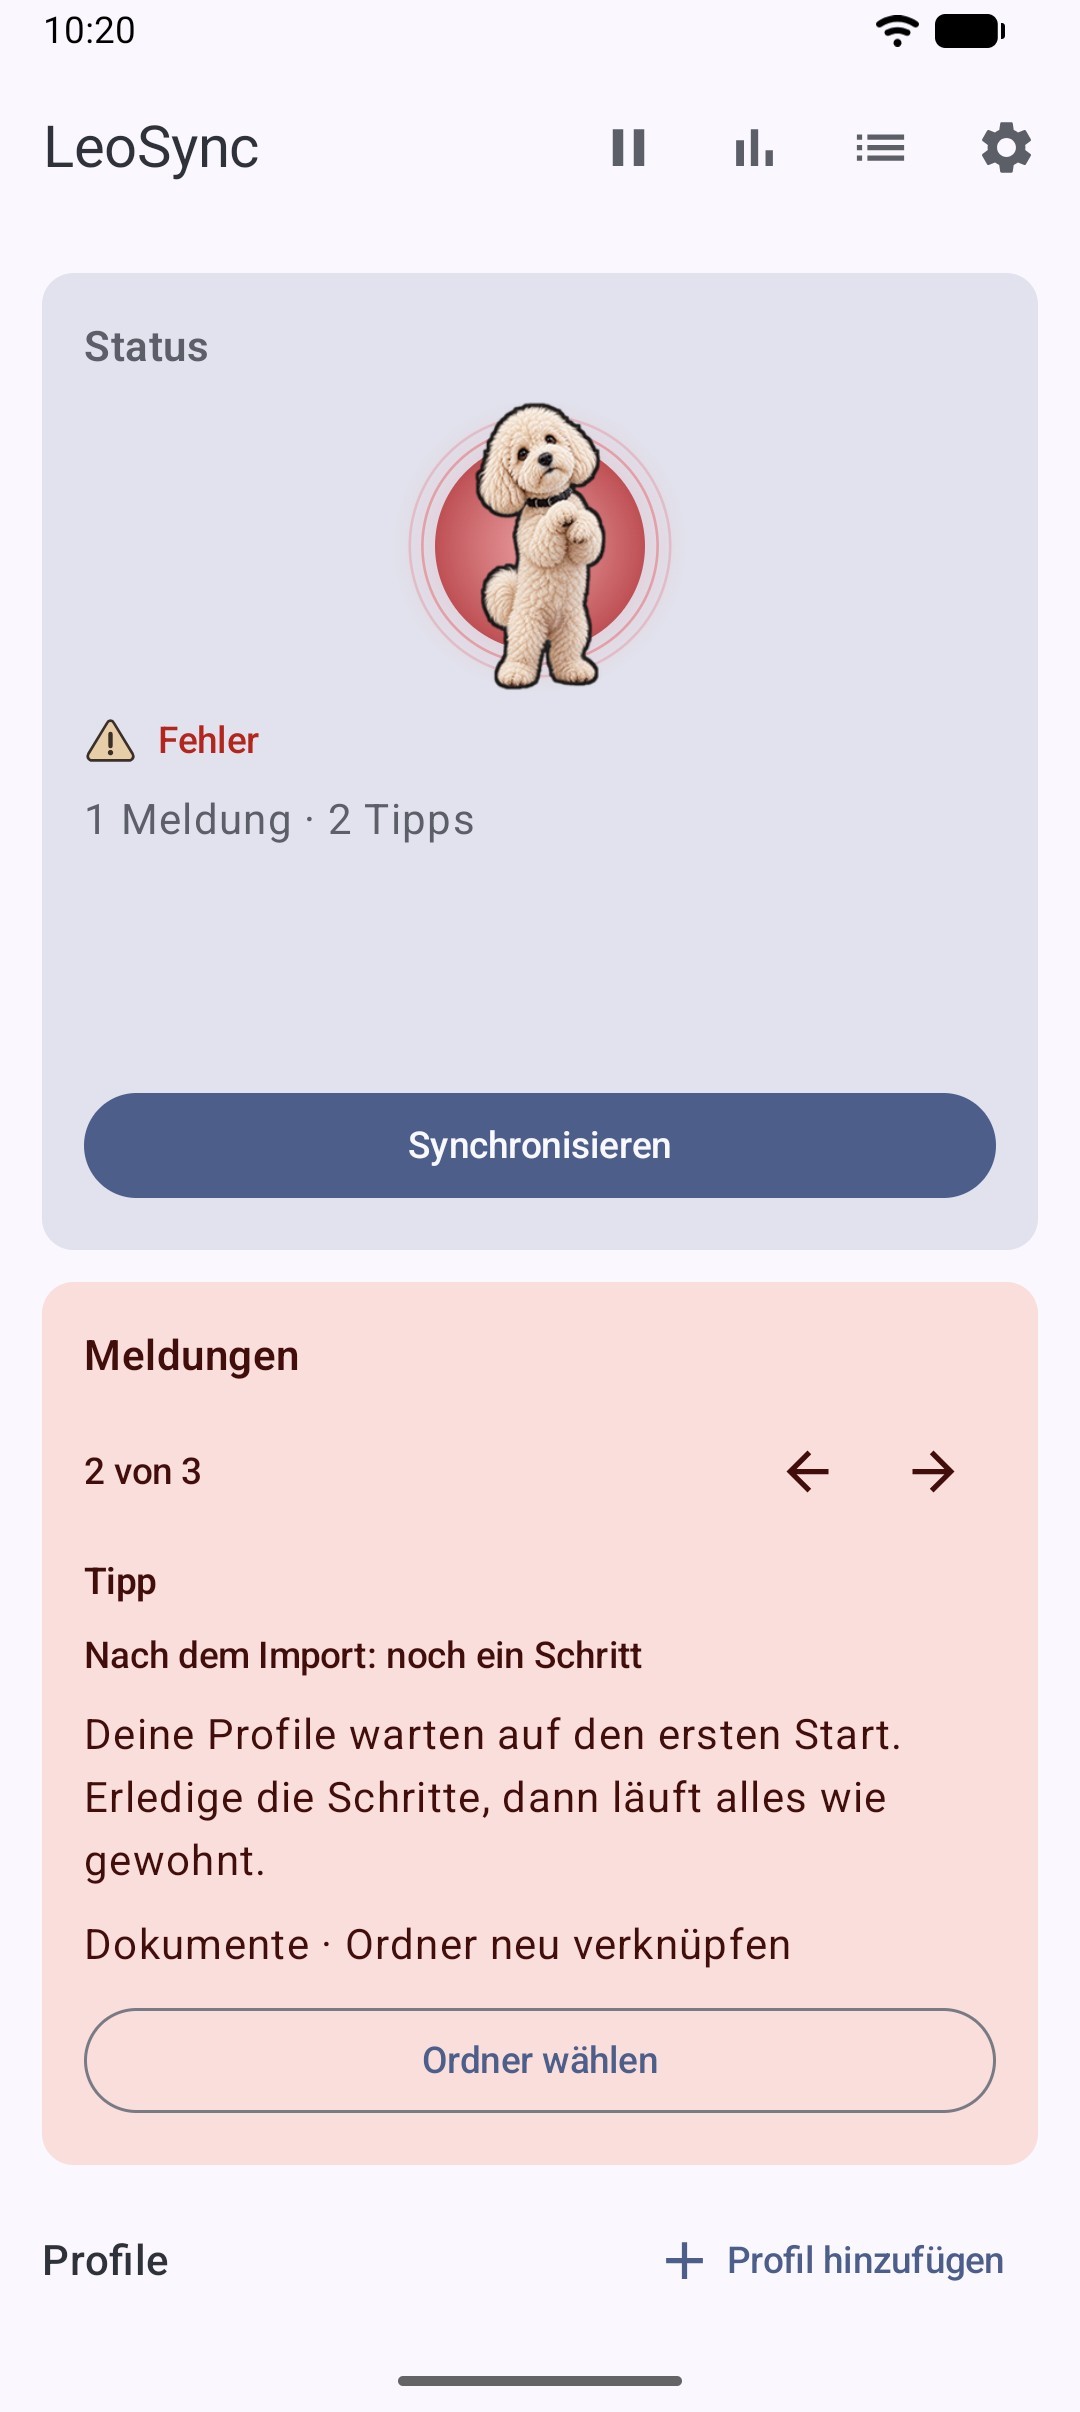 10:20
LeoSync
Status
Fehler
1 Meldung · 2 Tipps
Synchronisieren
Meldungen
2 von 3
Tipp
Nach dem Import: noch ein Schritt
Deine Profile warten auf den ersten Start.
Erledige die Schritte, dann läuft alles wie
gewohnt.
Dokumente · Ordner neu verknüpfen
Ordner wählen
Profile
Profil hinzufügen